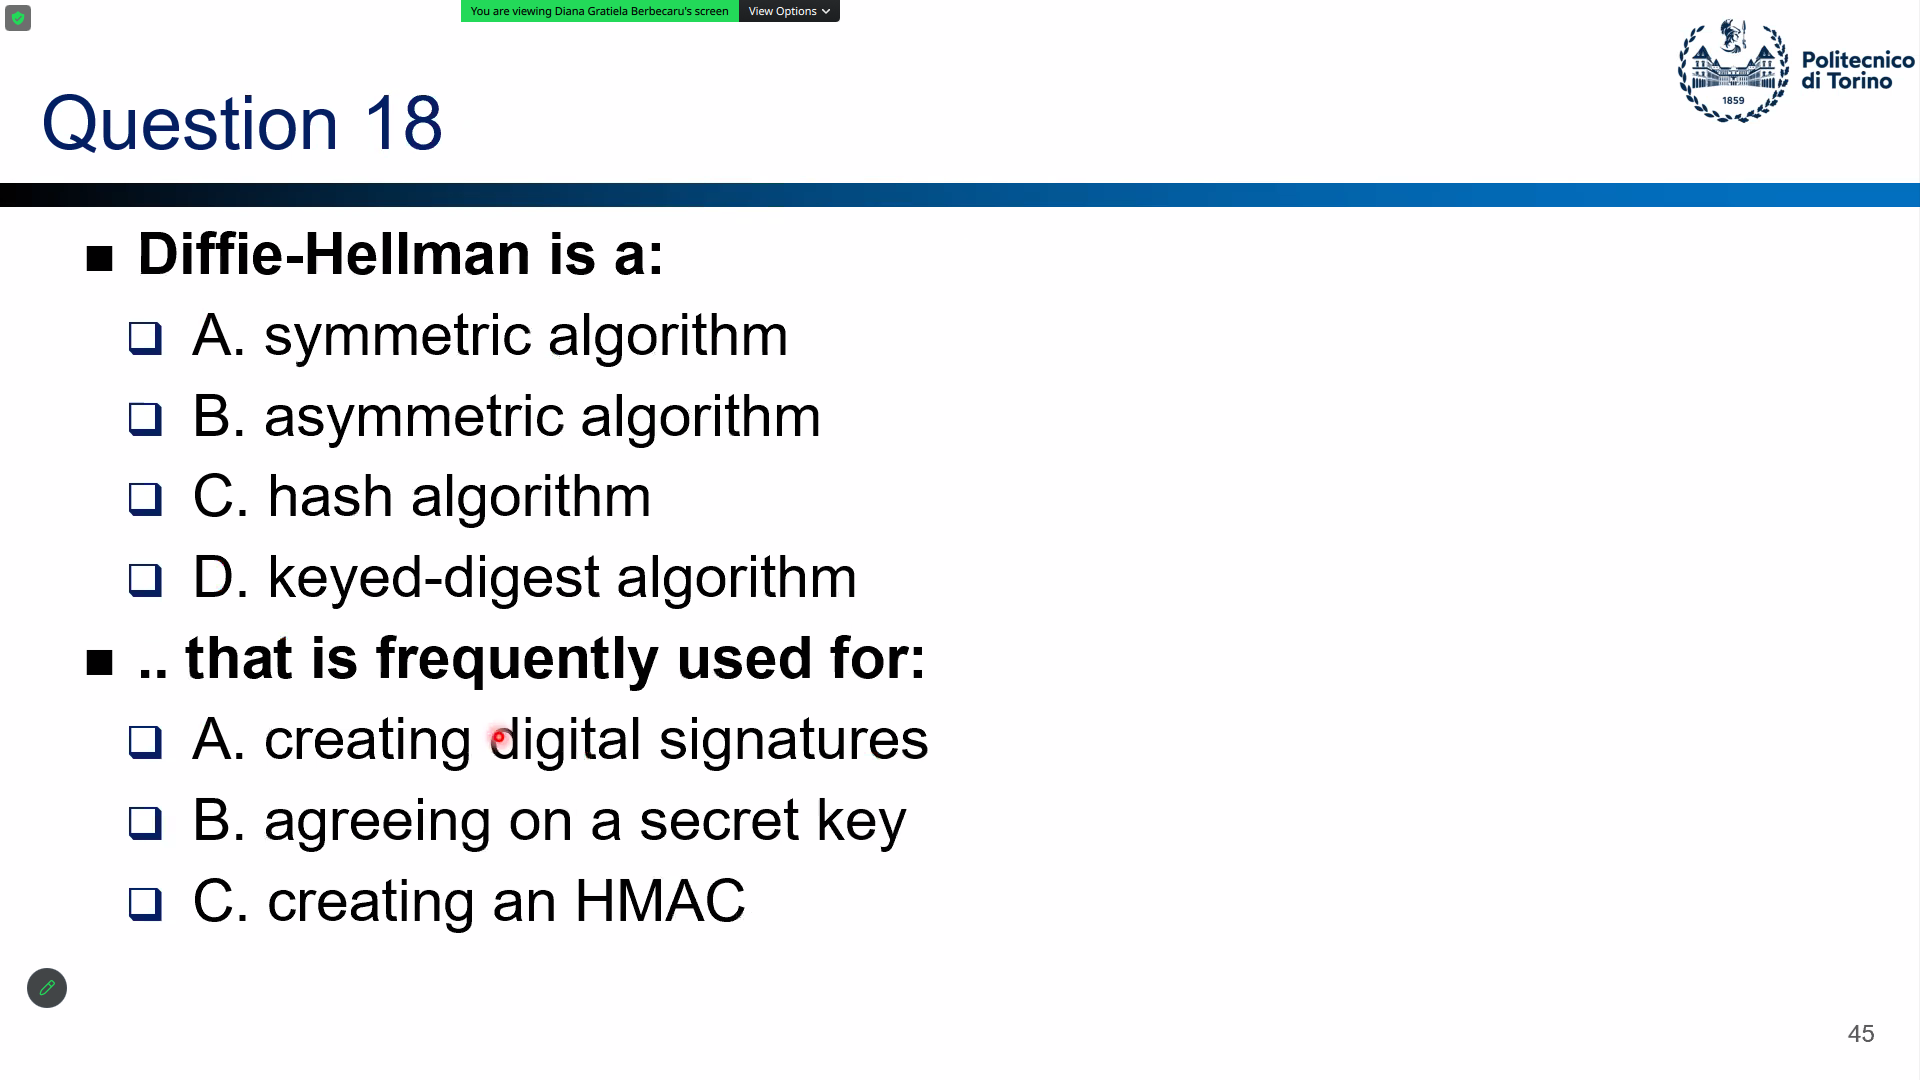 You are viewing Diana Gratiela Berbecaru's screen
View Options
Politecnico
di Torino
1859
Question 18
Diffie-Hellman is a:
A. symmetric algorithm
B. asymmetric algorithm
C. hash algorithm
D. keyed-digest algorithm
.. that is frequently used for:
A. creating digital signatures
B. agreeing on a secret key
C. creating an HMAC
45